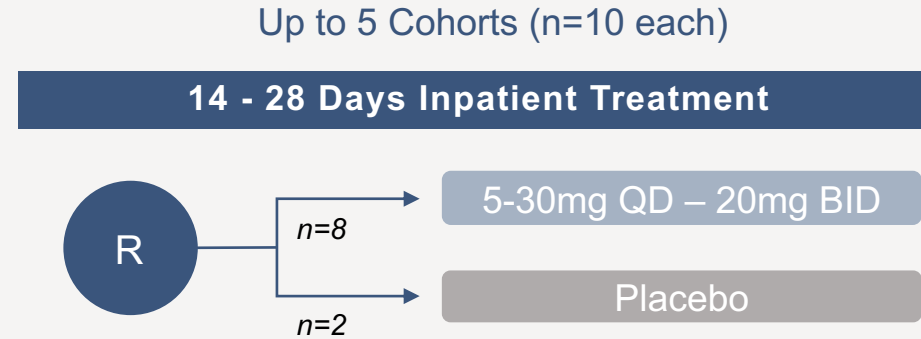 Up to 5 Cohorts (n=10 each)
14 - 28 Days Inpatient Treatment
R
n=8
5-30mg QD – 20mg BID
n=2
Placebo